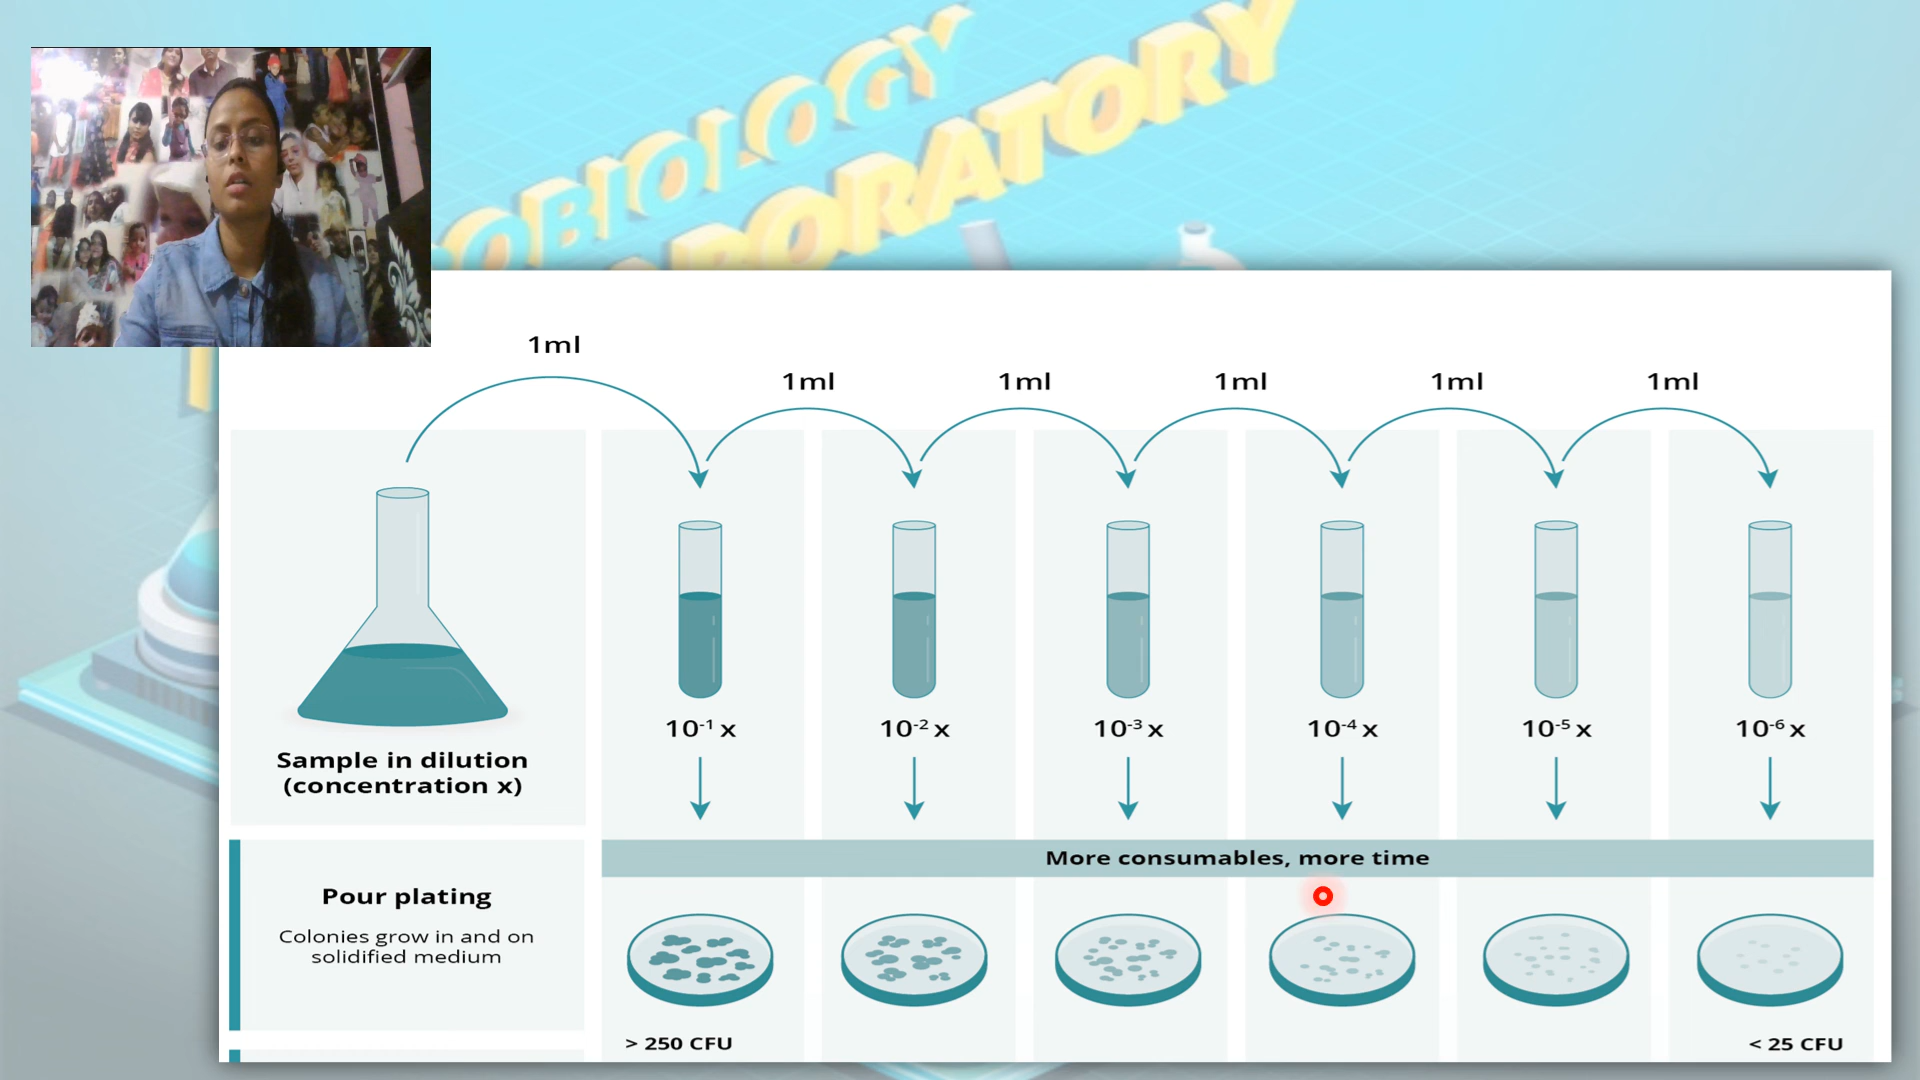 OBIOLOGY
BORATORY
1ml
1ml 1ml 1ml 1ml 1ml
10-1 x 10-2 x 10-3 x 10-4 x 10-5 x 10-6 x
Sample in dilution
(concentration x)
More consumables, more time
Pour plating
Colonies grow in and on
solidified medium
> 250 CFU < 25 CFU